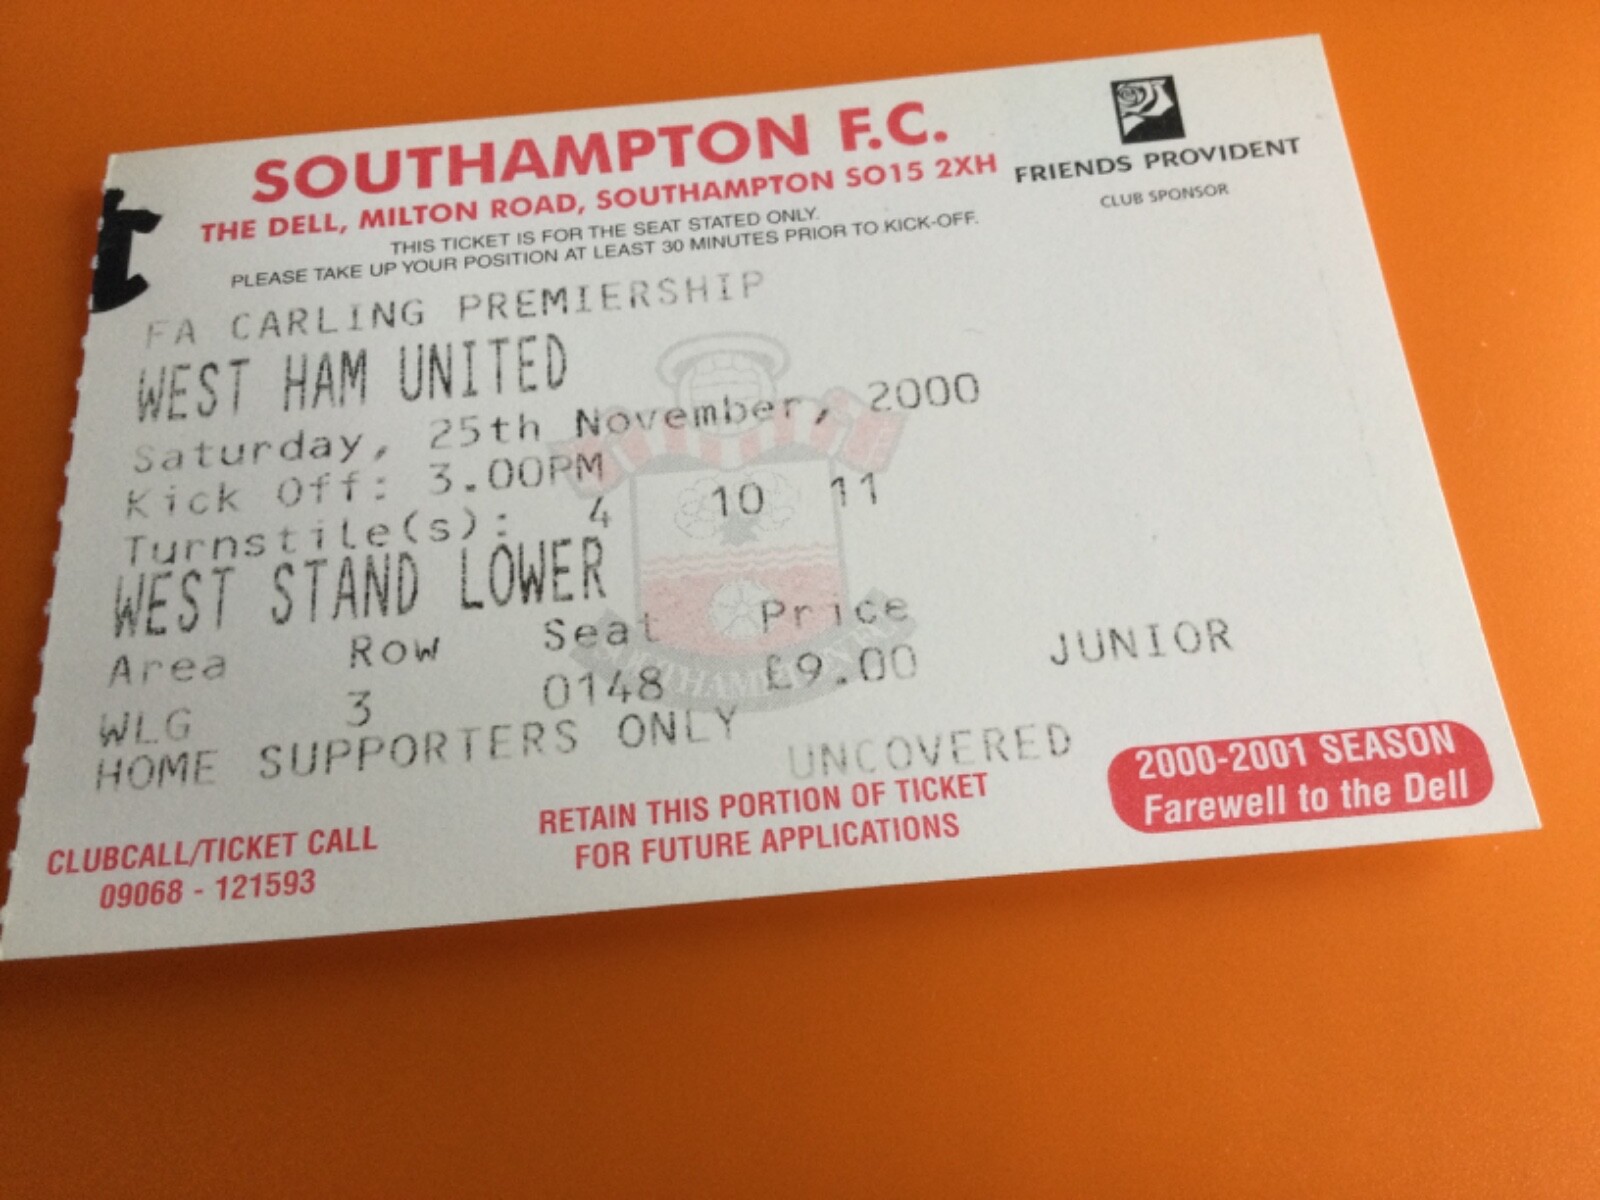 SOUTHAMPTON F.C.
THE DELL, MILTON ROAD, SOUTHAMPTON SO15 2XH
THIS TICKET IS FOR THE SEAT STATED ONLY.
PLEASE TAKE UP YOUR POSITION AT LEAST 30 MINUTES PRIOR TO KICK-OFF.
FRIENDS PROVIDENT
CLUB SPONSOR
FA CARLING PREMIERSHIP
WEST HAM UNITED
Saturday, 25th November, 2000
Kick Off: 3.00PM
Turnstile(s): 4 10 11
WEST STAND LOWER
Area Row Seat Price
WLG 3 0148 £9.00 JUNIOR
HOME SUPPORTERS ONLY UNCOVERED
CLUBCALL/TICKET CALL
09068 - 121593
RETAIN THIS PORTION OF TICKET
FOR FUTURE APPLICATIONS
2000-2001 SEASON
Farewell to the Dell